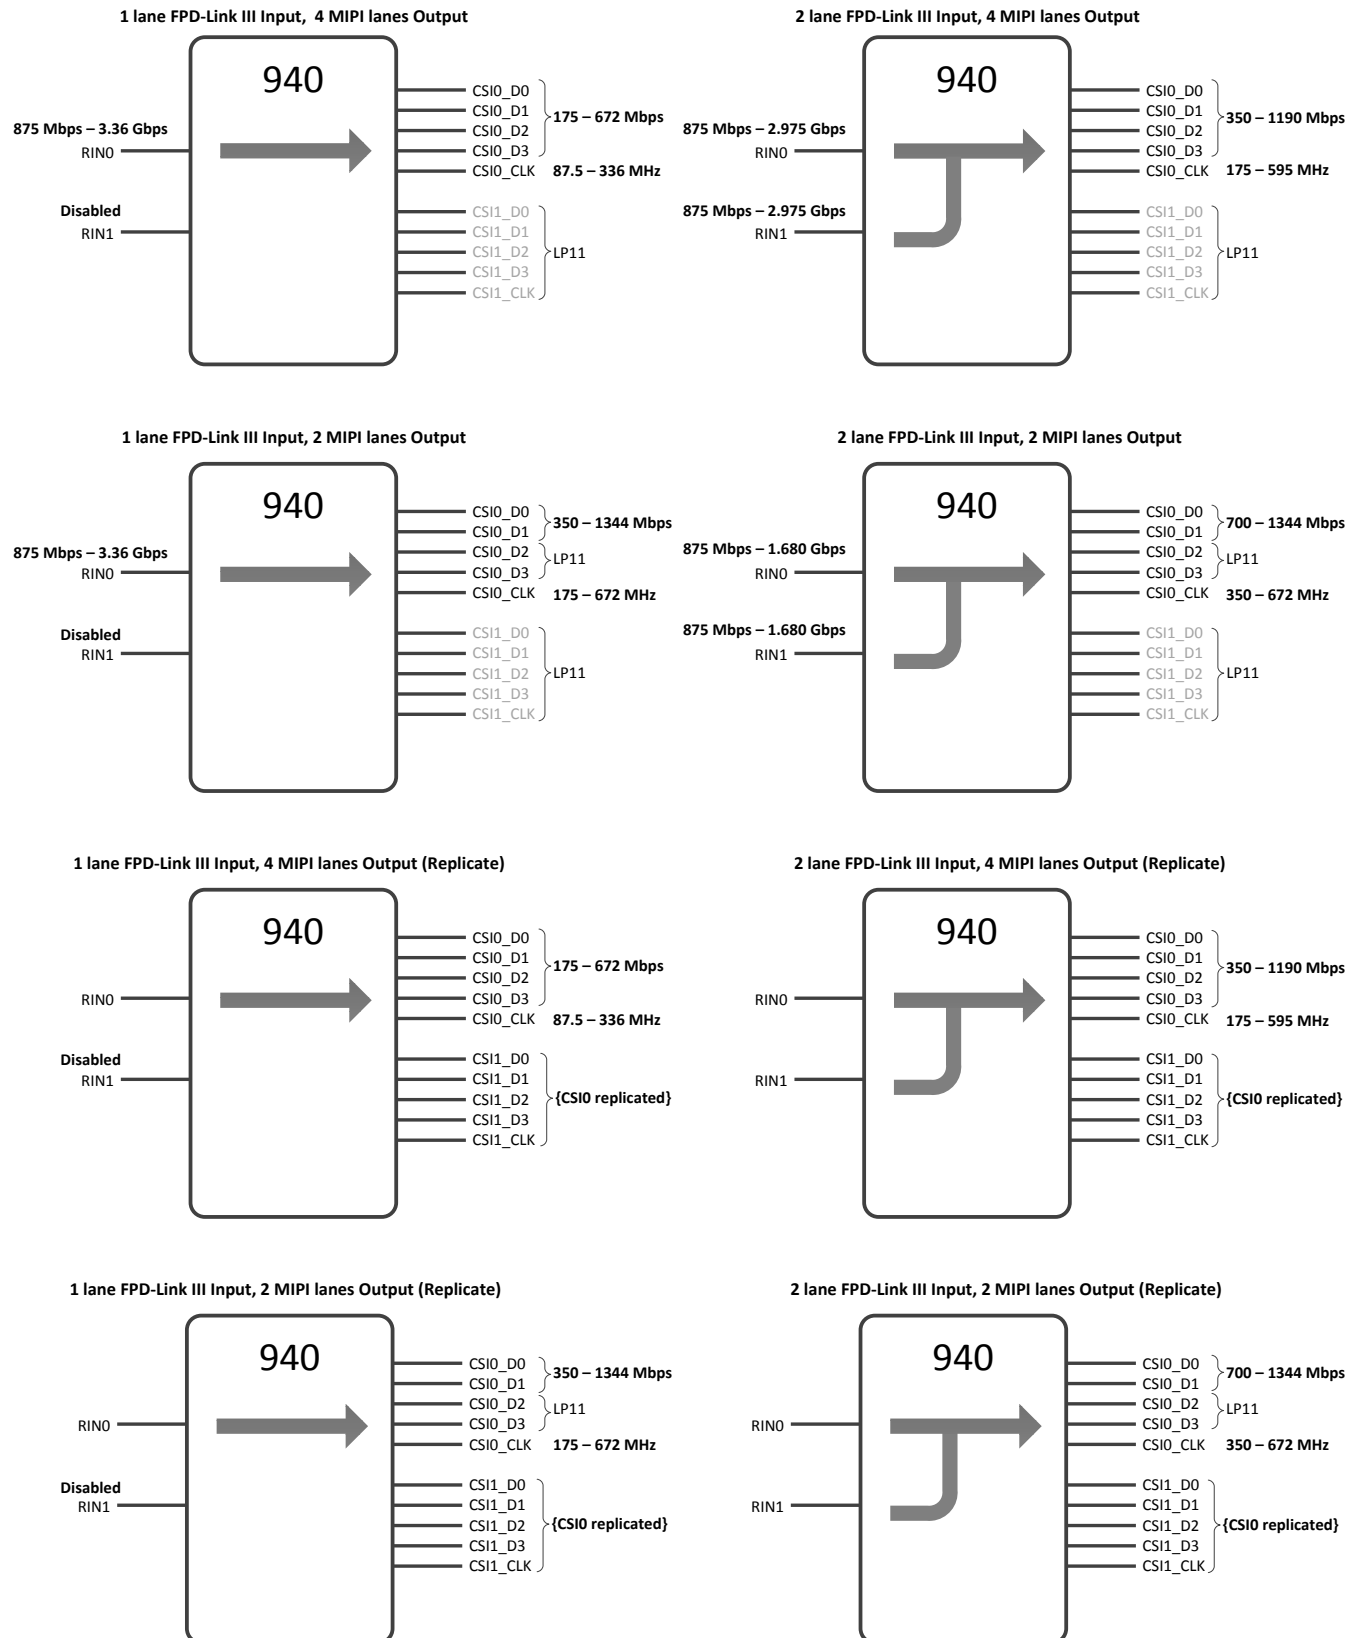 1 lane FPD-Link III Input, 4 MIPI lanes Output
940
875 Mbps – 3.36 Gbps
RIN0
Disabled
RIN1
CSI0_D0
CSI0_D1
CSI0_D2
CSI0_D3
CSI0_CLK
175 – 672 Mbps
87.5 – 336 MHz
CSI1_D0
CSI1_D1
CSI1_D2
CSI1_D3
CSI1_CLK
LP11
2 lane FPD-Link III Input, 4 MIPI lanes Output
940
875 Mbps – 2.975 Gbps
RIN0
875 Mbps – 2.975 Gbps
RIN1
CSI0_D0
CSI0_D1
CSI0_D2
CSI0_D3
CSI0_CLK
350 – 1190 Mbps
175 – 595 MHz
CSI1_D0
CSI1_D1
CSI1_D2
CSI1_D3
CSI1_CLK
LP11
1 lane FPD-Link III Input, 2 MIPI lanes Output
940
875 Mbps – 3.36 Gbps
RIN0
Disabled
RIN1
CSI0_D0
CSI0_D1
CSI0_D2
CSI0_D3
CSI0_CLK
350 – 1344 Mbps
LP11
175 – 672 MHz
CSI1_D0
CSI1_D1
CSI1_D2
CSI1_D3
CSI1_CLK
LP11
2 lane FPD-Link III Input, 2 MIPI lanes Output
940
875 Mbps – 1.680 Gbps
RIN0
875 Mbps – 1.680 Gbps
RIN1
CSI0_D0
CSI0_D1
CSI0_D2
CSI0_D3
CSI0_CLK
700 – 1344 Mbps
LP11
350 – 672 MHz
CSI1_D0
CSI1_D1
CSI1_D2
CSI1_D3
CSI1_CLK
LP11
1 lane FPD-Link III Input, 4 MIPI lanes Output (Replicate)
940
RIN0
Disabled
RIN1
CSI0_D0
CSI0_D1
CSI0_D2
CSI0_D3
CSI0_CLK
175 – 672 Mbps
87.5 – 336 MHz
CSI1_D0
CSI1_D1
CSI1_D2
CSI1_D3
CSI1_CLK
{CSI0 replicated}
2 lane FPD-Link III Input, 4 MIPI lanes Output (Replicate)
940
RIN0
RIN1
CSI0_D0
CSI0_D1
CSI0_D2
CSI0_D3
CSI0_CLK
350 – 1190 Mbps
175 – 595 MHz
CSI1_D0
CSI1_D1
CSI1_D2
CSI1_D3
CSI1_CLK
{CSI0 replicated}
1 lane FPD-Link III Input, 2 MIPI lanes Output (Replicate)
940
RIN0
Disabled
RIN1
CSI0_D0
CSI0_D1
CSI0_D2
CSI0_D3
CSI0_CLK
350 – 1344 Mbps
LP11
175 – 672 MHz
CSI1_D0
CSI1_D1
CSI1_D2
CSI1_D3
CSI1_CLK
{CSI0 replicated}
2 lane FPD-Link III Input, 2 MIPI lanes Output (Replicate)
940
RIN0
RIN1
CSI0_D0
CSI0_D1
CSI0_D2
CSI0_D3
CSI0_CLK
700 – 1344 Mbps
LP11
350 – 672 MHz
CSI1_D0
CSI1_D1
CSI1_D2
CSI1_D3
CSI1_CLK
{CSI0 replicated}